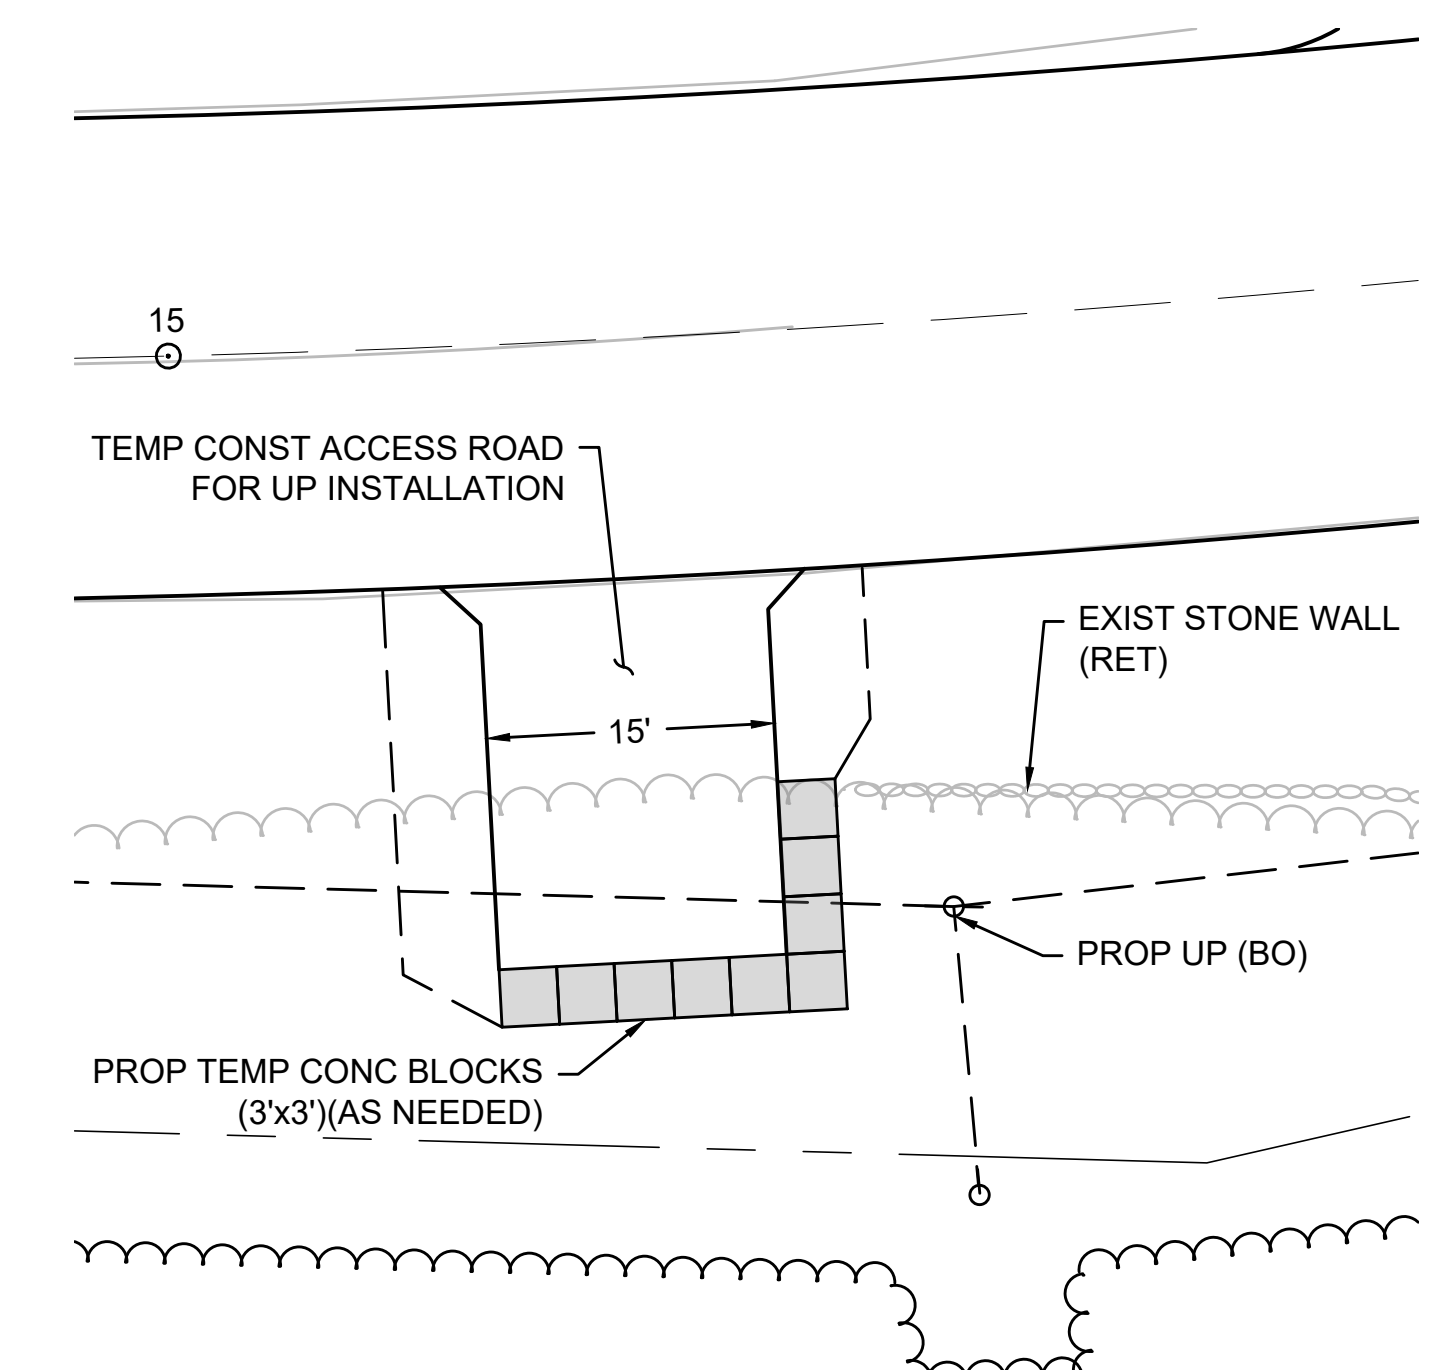 15
TEMP CONST ACCESS ROAD
FOR UP INSTALLATION
EXIST STONE WALL
(RET)
15'
PROP UP (BO)
PROP TEMP CONC BLOCKS
(3'x3')(AS NEEDED)